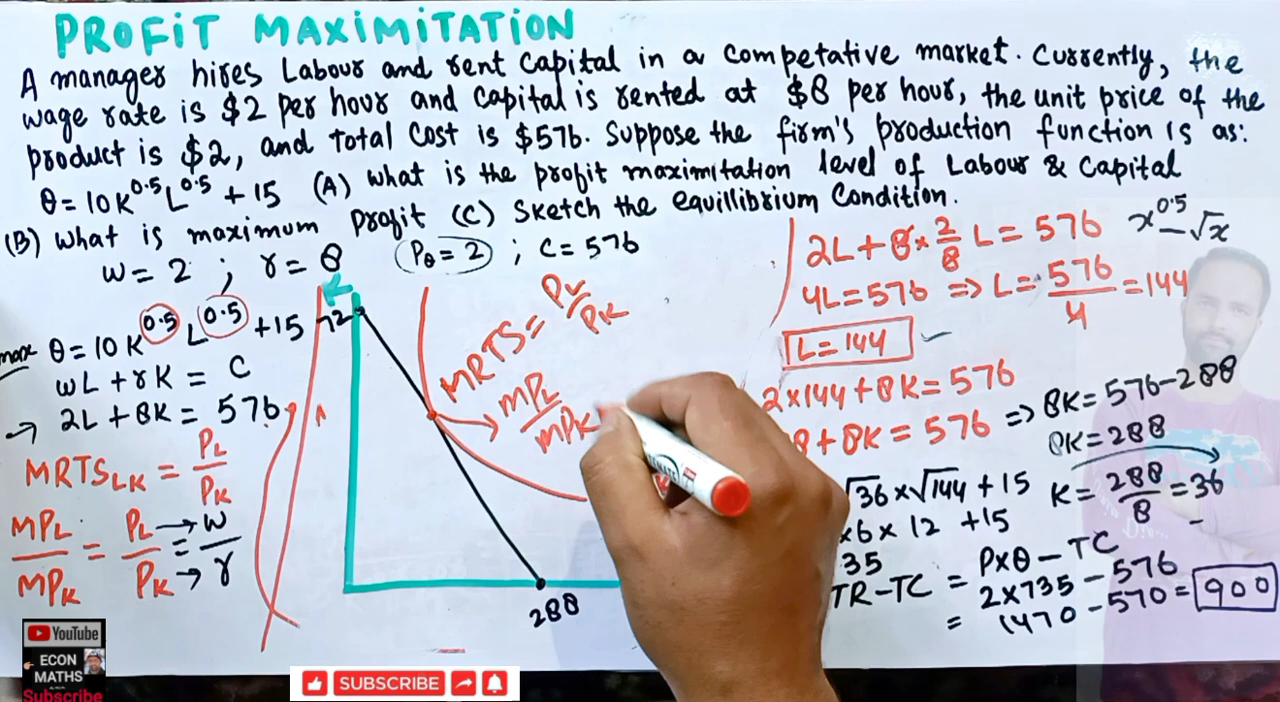 PROFIT MAXIMITATION
A manager hires Labour and rent capital in a competative market. Currently, the
wage rate is $2 per hour and capital is rented at $8 per hour, the unit price of the
product is $2, and total cost is $576. Suppose the firm's production function is as:
θ = 10K^0.5 L^0.5 + 15 (A) what is the profit maximitation level of Labour & Capital
(B) what is maximum profit (C) Sketch the equillibrium Condition.
w = 2 ; r = 8 Pθ = 2 ; C = 576
max θ = 10K^0.5 L^0.5 + 15
wL + rK = C
→ 2L + 8K = 576
MRTS_LK = P_L/P_K
MP_L/MP_K = P_L/P_K → w = → r
72
MRTS = P_L/P_K
→ MP_L/MP_K
288
2L + 8 × 2/8 L = 576
x^0.5 – √x
4L = 576 ⇒ L = 576/4 = 144
L = 144
2×144 + 8K = 576
8 + 8K = 576 ⇒ 8K = 576 – 288
8K = 288
K = 288/8 = 36
√36 × √144 + 15
×6 × 12 + 15
35
TR – TC = P×θ – TC
= 2×735 – 576
= 1470 – 570 = 900
YouTube
ECON
MATHS
Subscribe
SUBSCRIBE